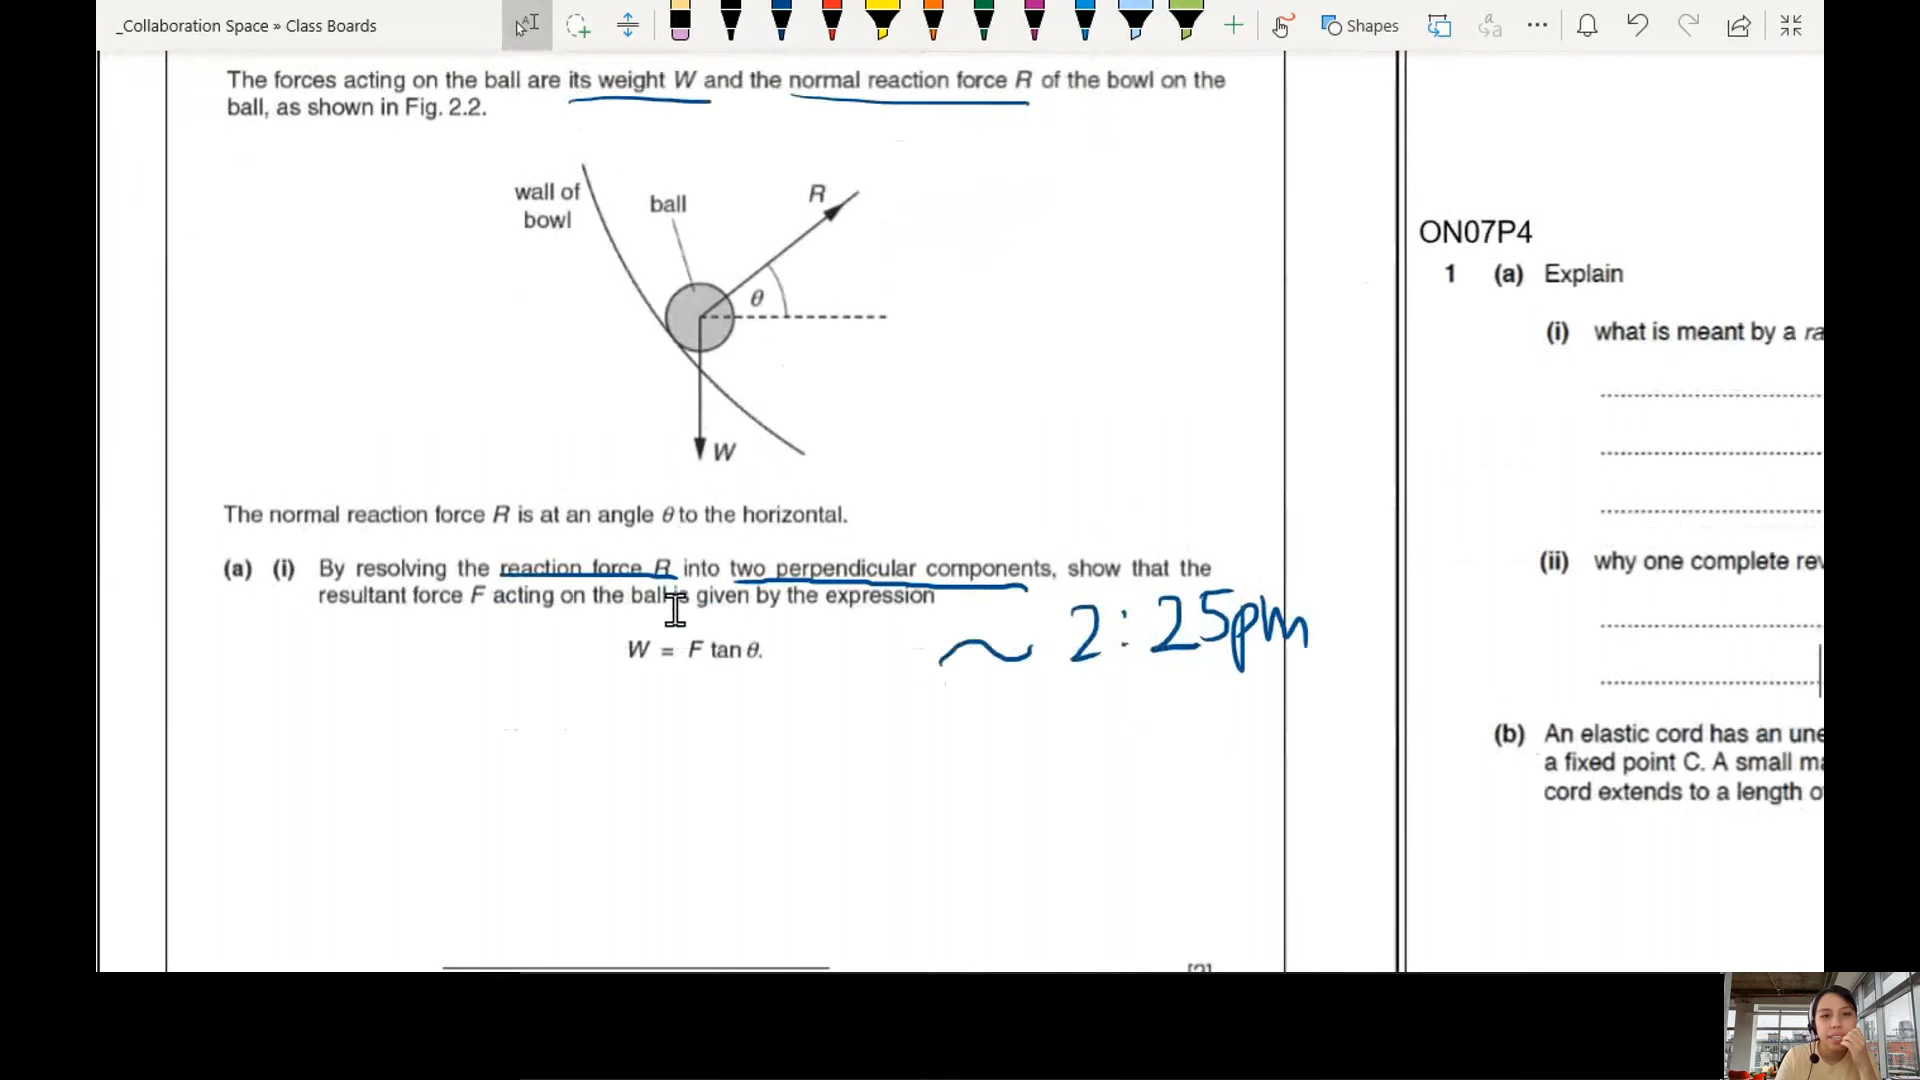 _Collaboration Space » Class Boards
Shapes
The forces acting on the ball are its weight W and the normal reaction force R of the bowl on the
ball, as shown in Fig. 2.2.
wall of
bowl
ball
R
θ
W
The normal reaction force R is at an angle θ to the horizontal.
(a) (i) By resolving the reaction force R into two perpendicular components, show that the
resultant force F acting on the ball is given by the expression
W = F tan θ.
~ 2:25pm
ON07P4
1 (a) Explain
(i) what is meant by a ra
(ii) why one complete rev
(b) An elastic cord has an une
a fixed point C. A small ma
cord extends to a length o